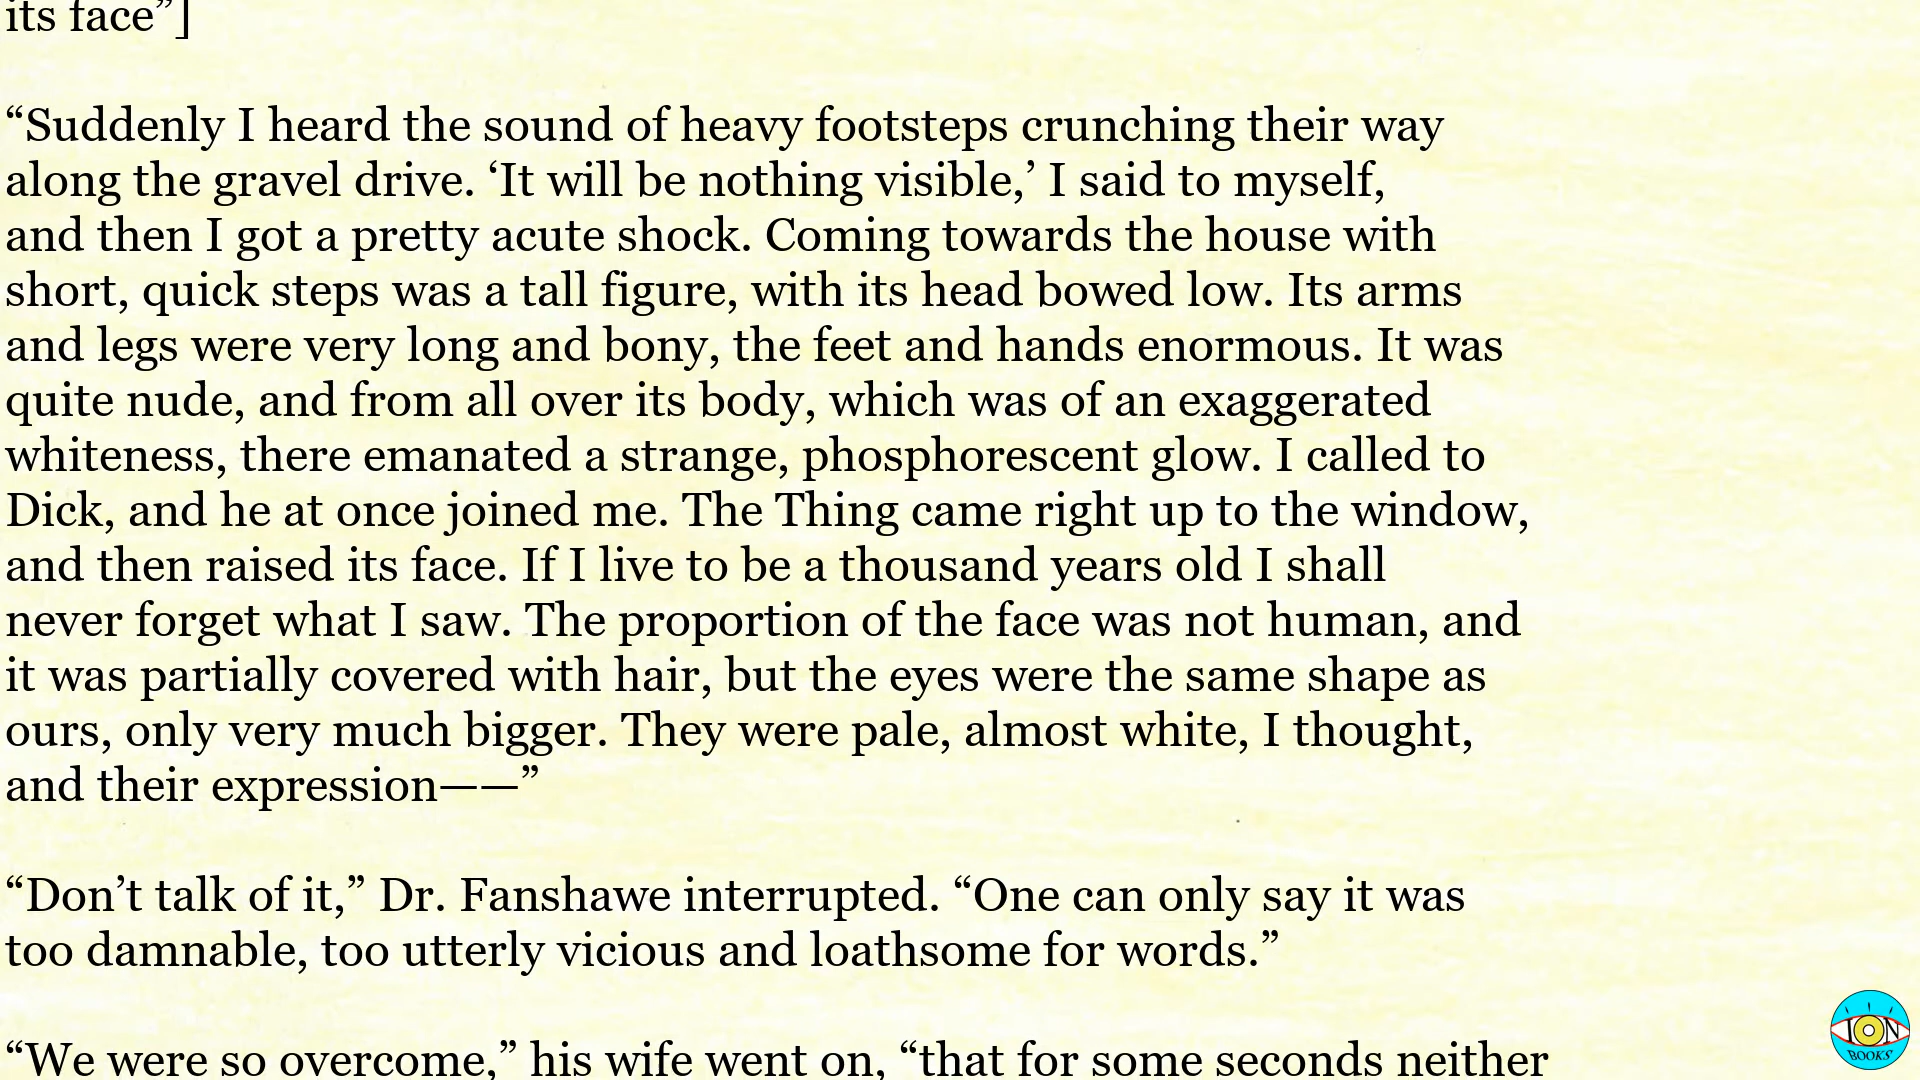 its face”]
“Suddenly I heard the sound of heavy footsteps crunching their way
along the gravel drive. ‘It will be nothing visible,’ I said to myself,
and then I got a pretty acute shock. Coming towards the house with
short, quick steps was a tall figure, with its head bowed low. Its arms
and legs were very long and bony, the feet and hands enormous. It was
quite nude, and from all over its body, which was of an exaggerated
whiteness, there emanated a strange, phosphorescent glow. I called to
Dick, and he at once joined me. The Thing came right up to the window,
and then raised its face. If I live to be a thousand years old I shall
never forget what I saw. The proportion of the face was not human, and
it was partially covered with hair, but the eyes were the same shape as
ours, only very much bigger. They were pale, almost white, I thought,
and their expression——”
“Don’t talk of it,” Dr. Fanshawe interrupted. “One can only say it was
too damnable, too utterly vicious and loathsome for words.”
“We were so overcome,” his wife went on, “that for some seconds neither
ION
BOOKS